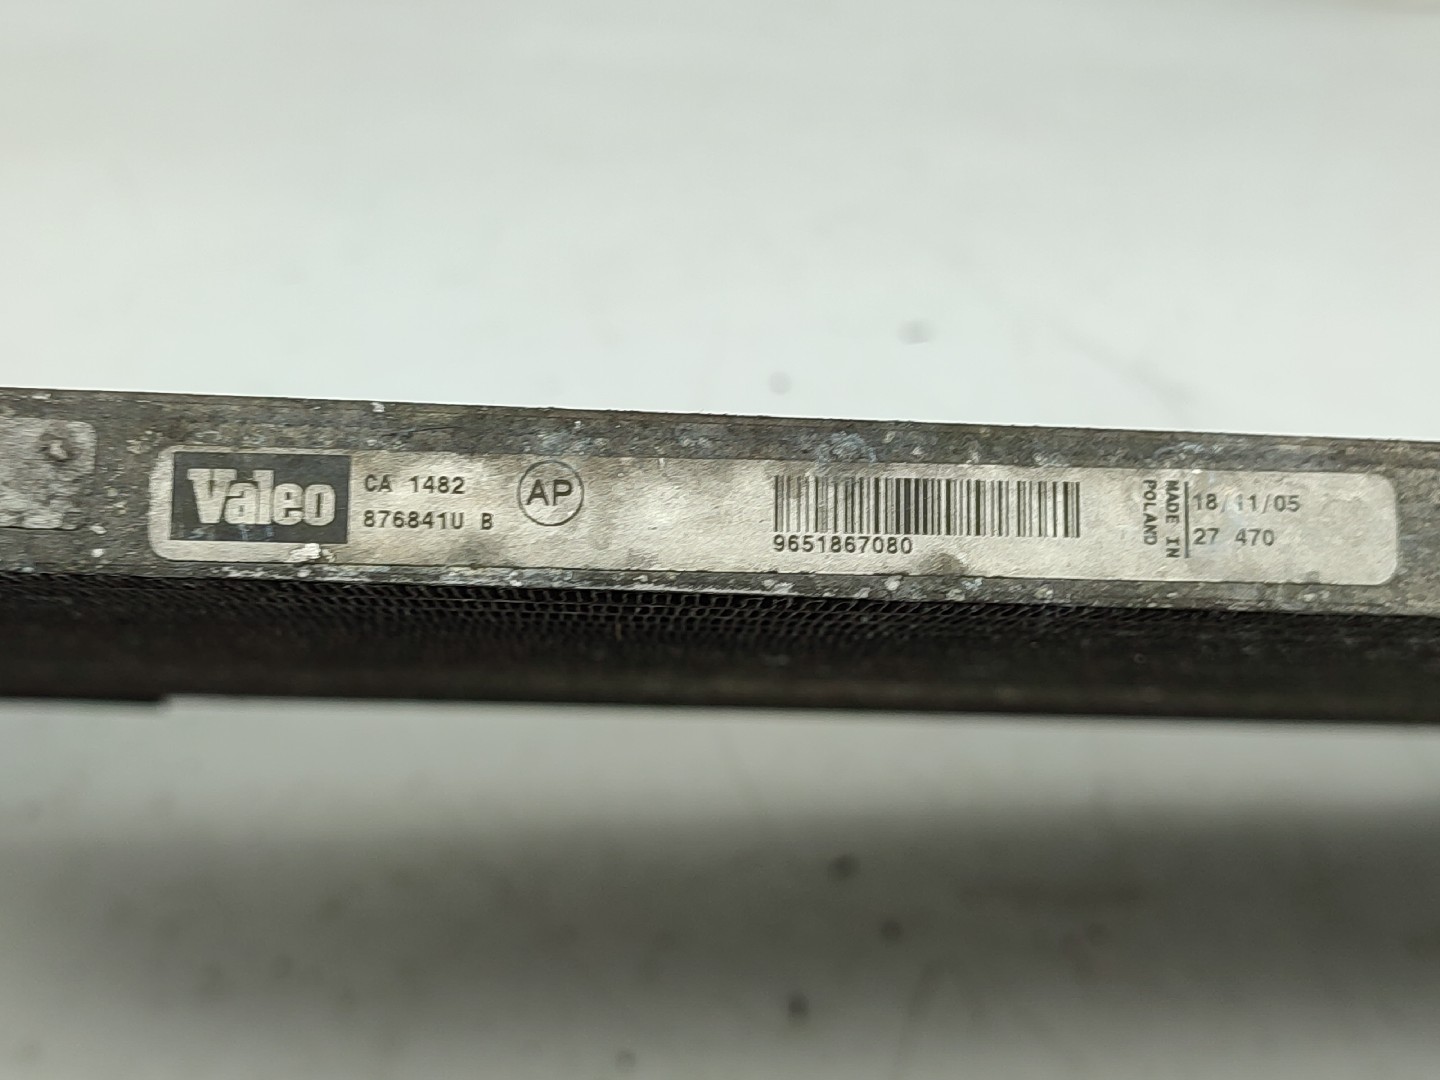 Valeo
CA 1482
876841U B
AP
9651867080
MADE IN
POLAND
18/11/05
27 470